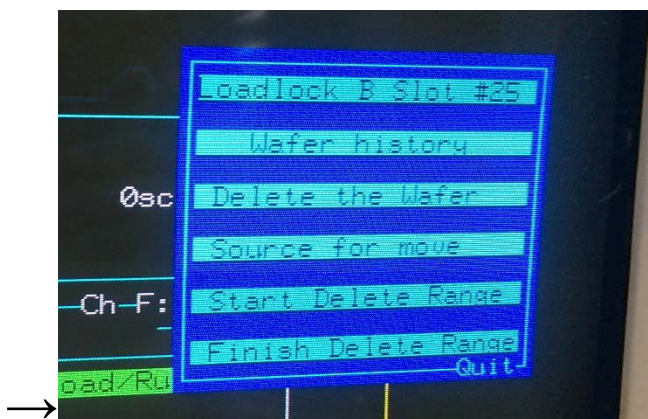 Loadlock B Slot #25
Wafer history
Delete the Wafer
0sc
Source for move
Ch F:
Start Delete Range
Finish Delete Range
Quit
oad/Ru
→